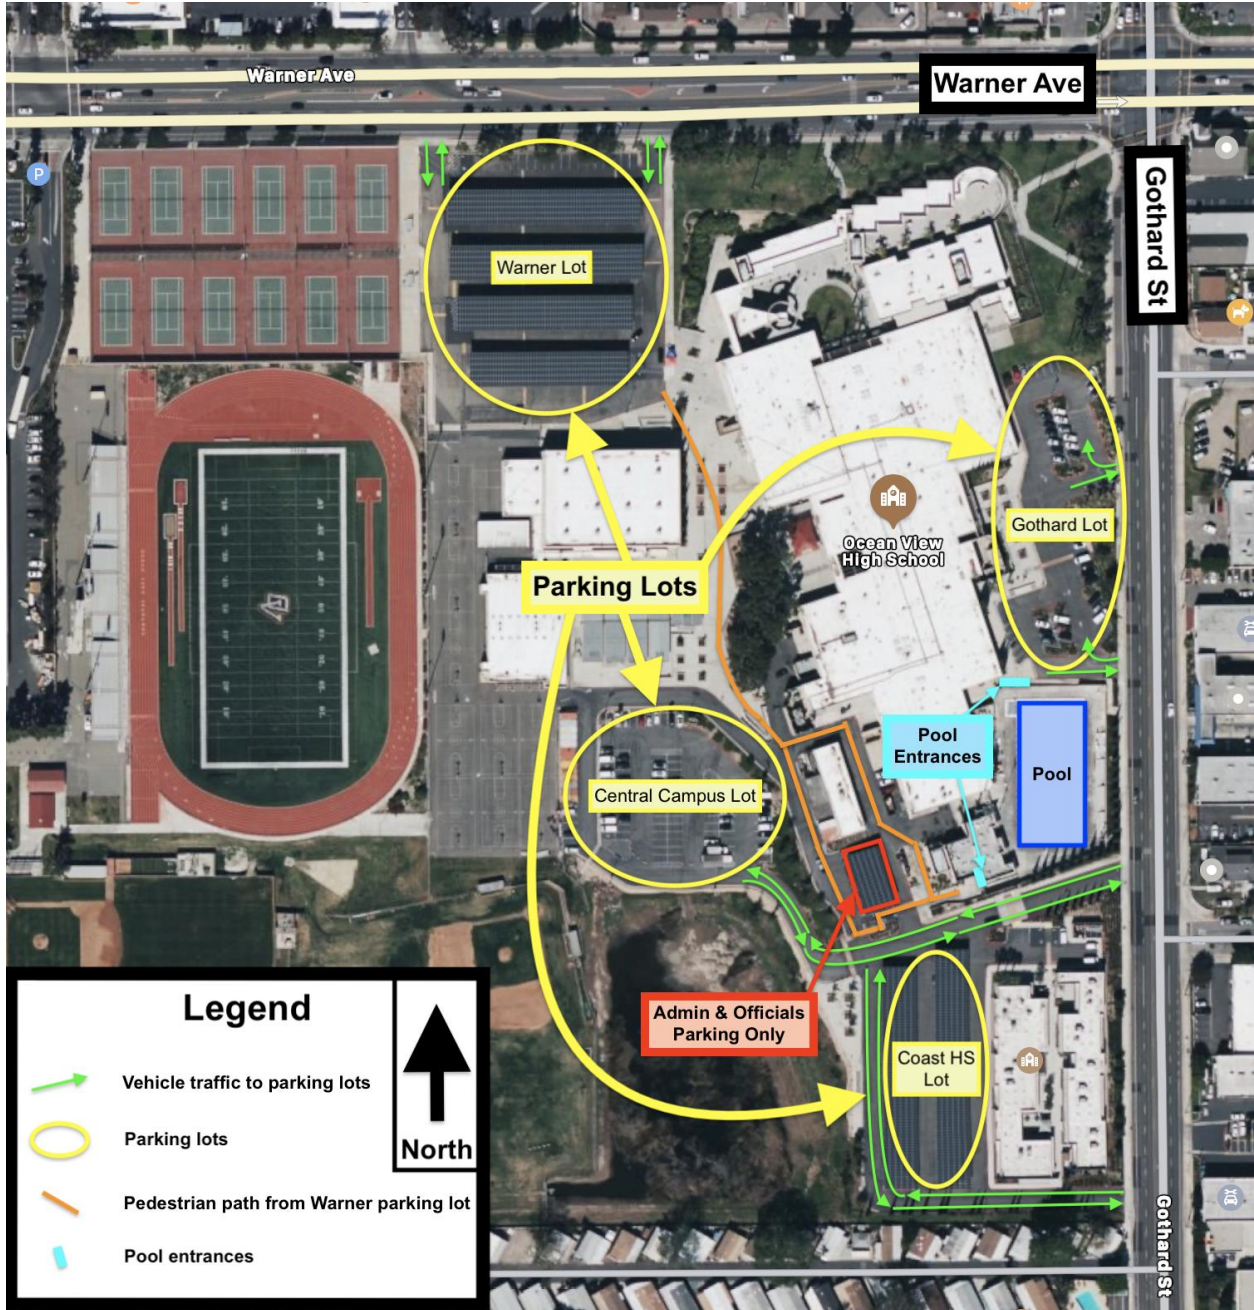 Warner Ave
Warner Ave
P
Gothard St
Warner Lot
Gothard Lot
Ocean View
High School
Parking Lots
Pool
Entrances
Pool
Central Campus Lot
Admin & Officials
Parking Only
Coast HS
Lot
Legend
Vehicle traffic to parking lots
Parking lots
Pedestrian path from Warner parking lot
Pool entrances
North
Gothard St